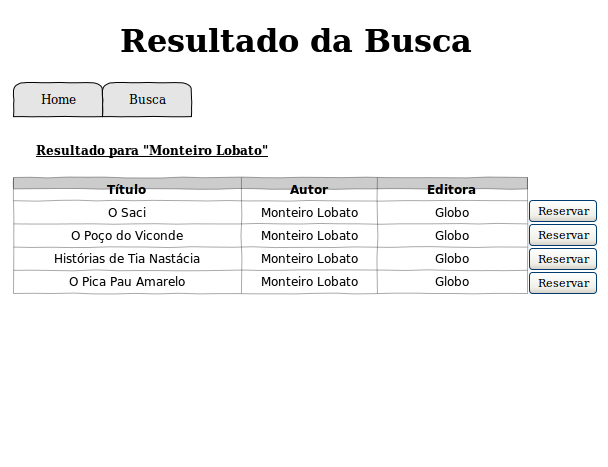 Resultado da Busca
Home Busca
Resultado para "Monteiro Lobato"
Título Autor Editora
O Saci Monteiro Lobato Globo Reservar
O Poço do Viconde Monteiro Lobato Globo Reservar
Histórias de Tia Nastácia Monteiro Lobato Globo Reservar
O Pica Pau Amarelo Monteiro Lobato Globo Reservar